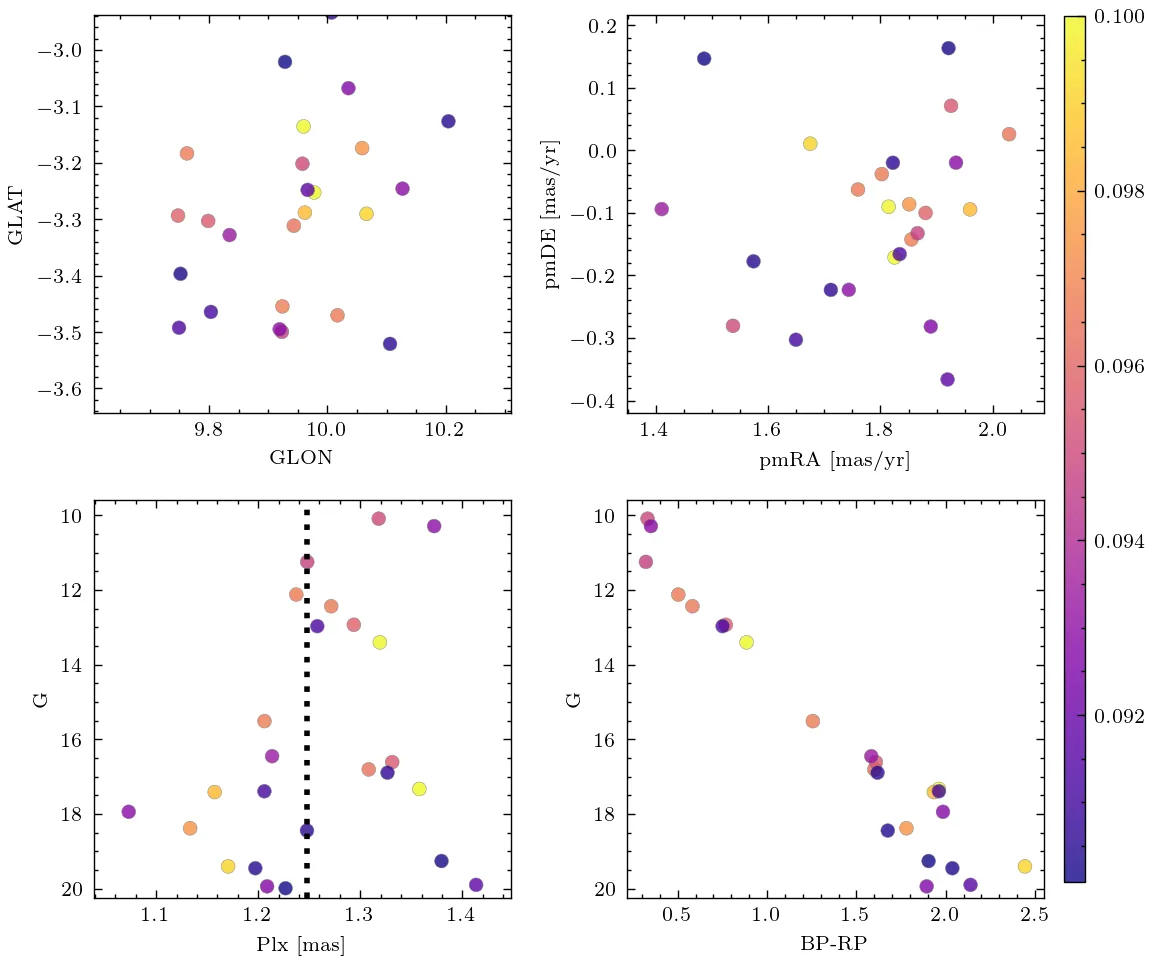 −3.0
−3.1
−3.2
−3.3
−3.4
−3.5
−3.6
GLAT
9.8 10.0 10.2
GLON
0.2
0.1
0.0
−0.1
−0.2
−0.3
−0.4
pmDE [mas/yr]
1.4 1.6 1.8 2.0
pmRA [mas/yr]
10
12
14
16
18
20
G
1.1 1.2 1.3 1.4
Plx [mas]
10
12
14
16
18
20
G
0.5 1.0 1.5 2.0 2.5
BP-RP
0.100
0.098
0.096
0.094
0.092